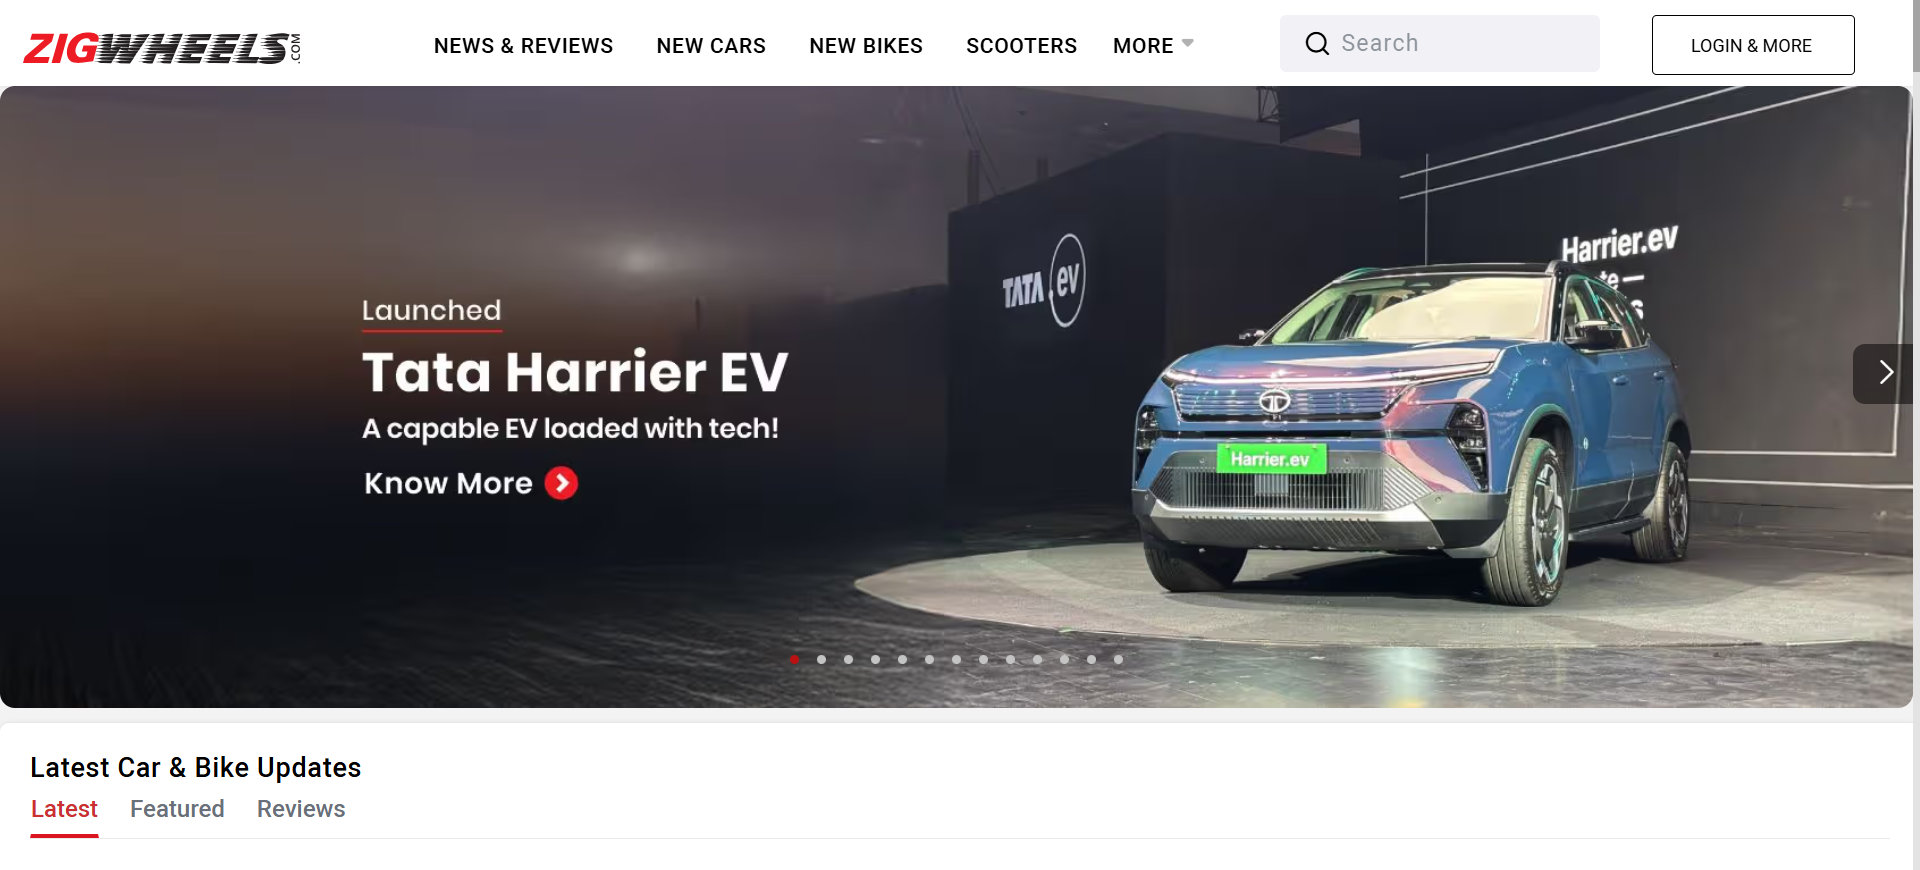 ZIGWHEELS.COM
NEWS & REVIEWS
NEW CARS
NEW BIKES
SCOOTERS
MORE
Search
LOGIN & MORE
Launched
Tata Harrier EV
A capable EV loaded with tech!
Know More
TATA .ev
Harrier.ev
Harrier.ev
Latest Car & Bike Updates
Latest
Featured
Reviews